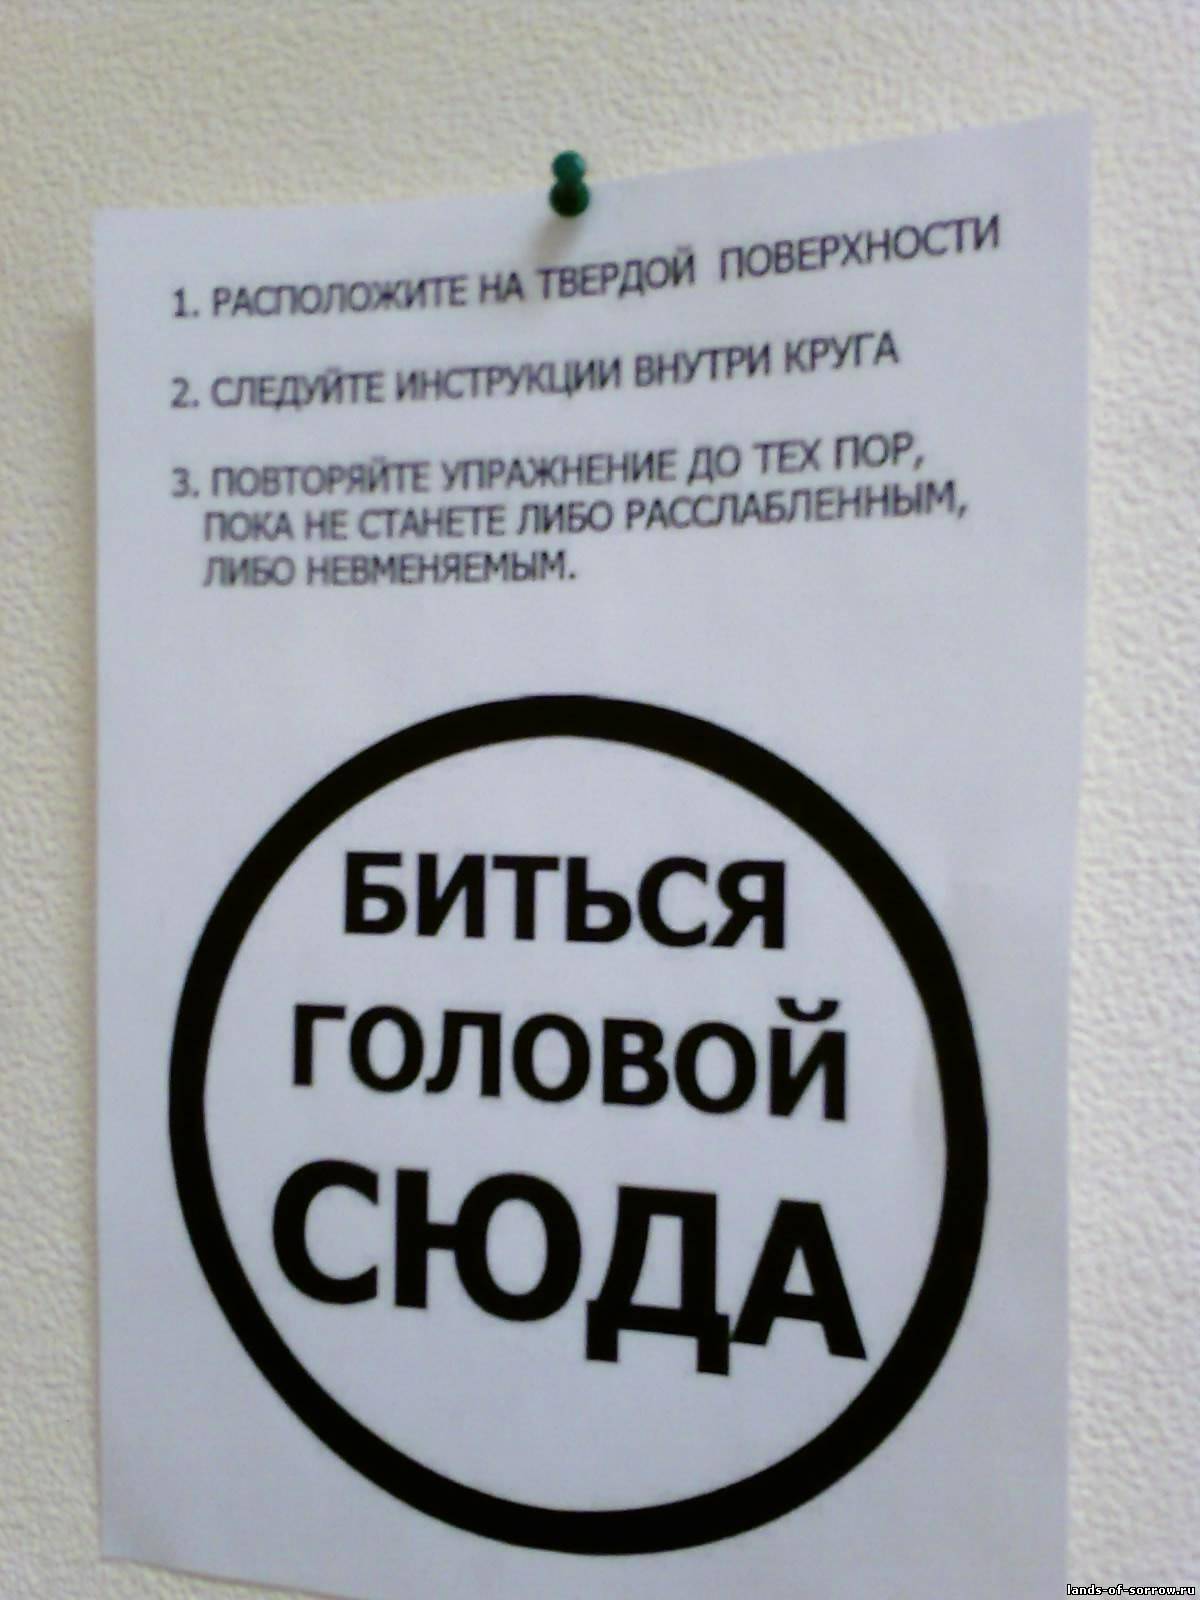 1. РАСПОЛОЖИТЕ НА ТВЕРДОЙ ПОВЕРХНОСТИ
2. СЛЕДУЙТЕ ИНСТРУКЦИИ ВНУТРИ КРУГА
3. ПОВТОРЯЙТЕ УПРАЖНЕНИЕ ДО ТЕХ ПОР,
ПОКА НЕ СТАНЕТЕ ЛИБО РАССЛАБЛЕННЫМ,
ЛИБО НЕВМЕНЯЕМЫМ.
БИТЬСЯ
ГОЛОВОЙ
СЮДА
lands-of-sorrow.ru